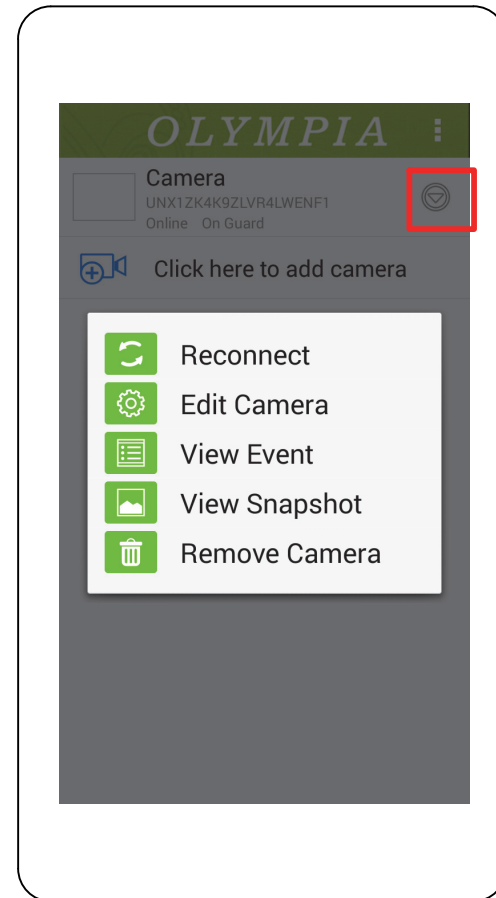 OLYMPIA
Camera
UNX1ZK4K9ZLVR4LWENF1
Online On Guard
Click here to add camera
Reconnect
Edit Camera
View Event
View Snapshot
Remove Camera